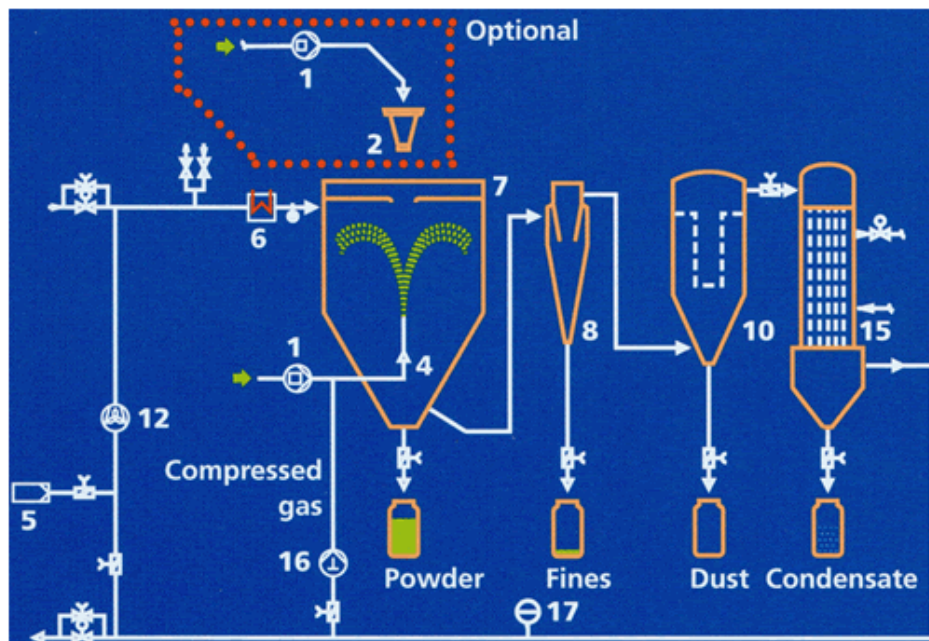 Optional
1
2
7
6
8
10
15
1
4
12
Compressed
gas
5
16
Powder
Fines
Dust
Condensate
17